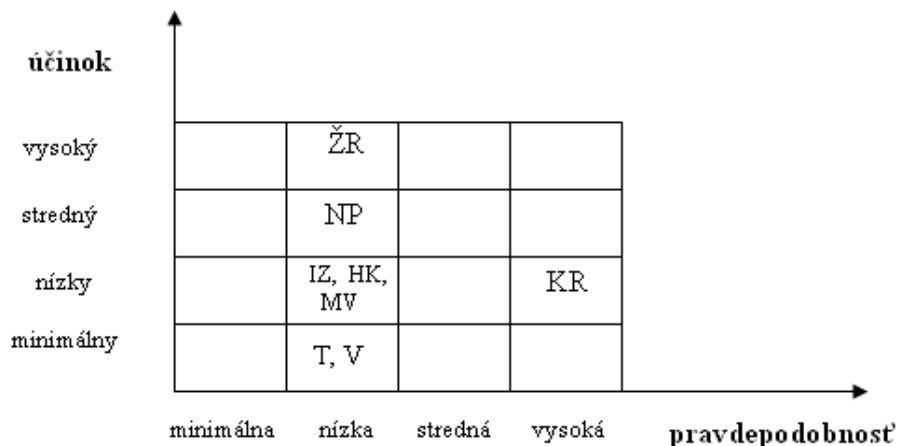 účinok
vysoký ŽR
stredný NP
nízky IZ, HK, KR
MV
minimálny T, V
minimálna nízka stredná vysoká pravdepodobnosť